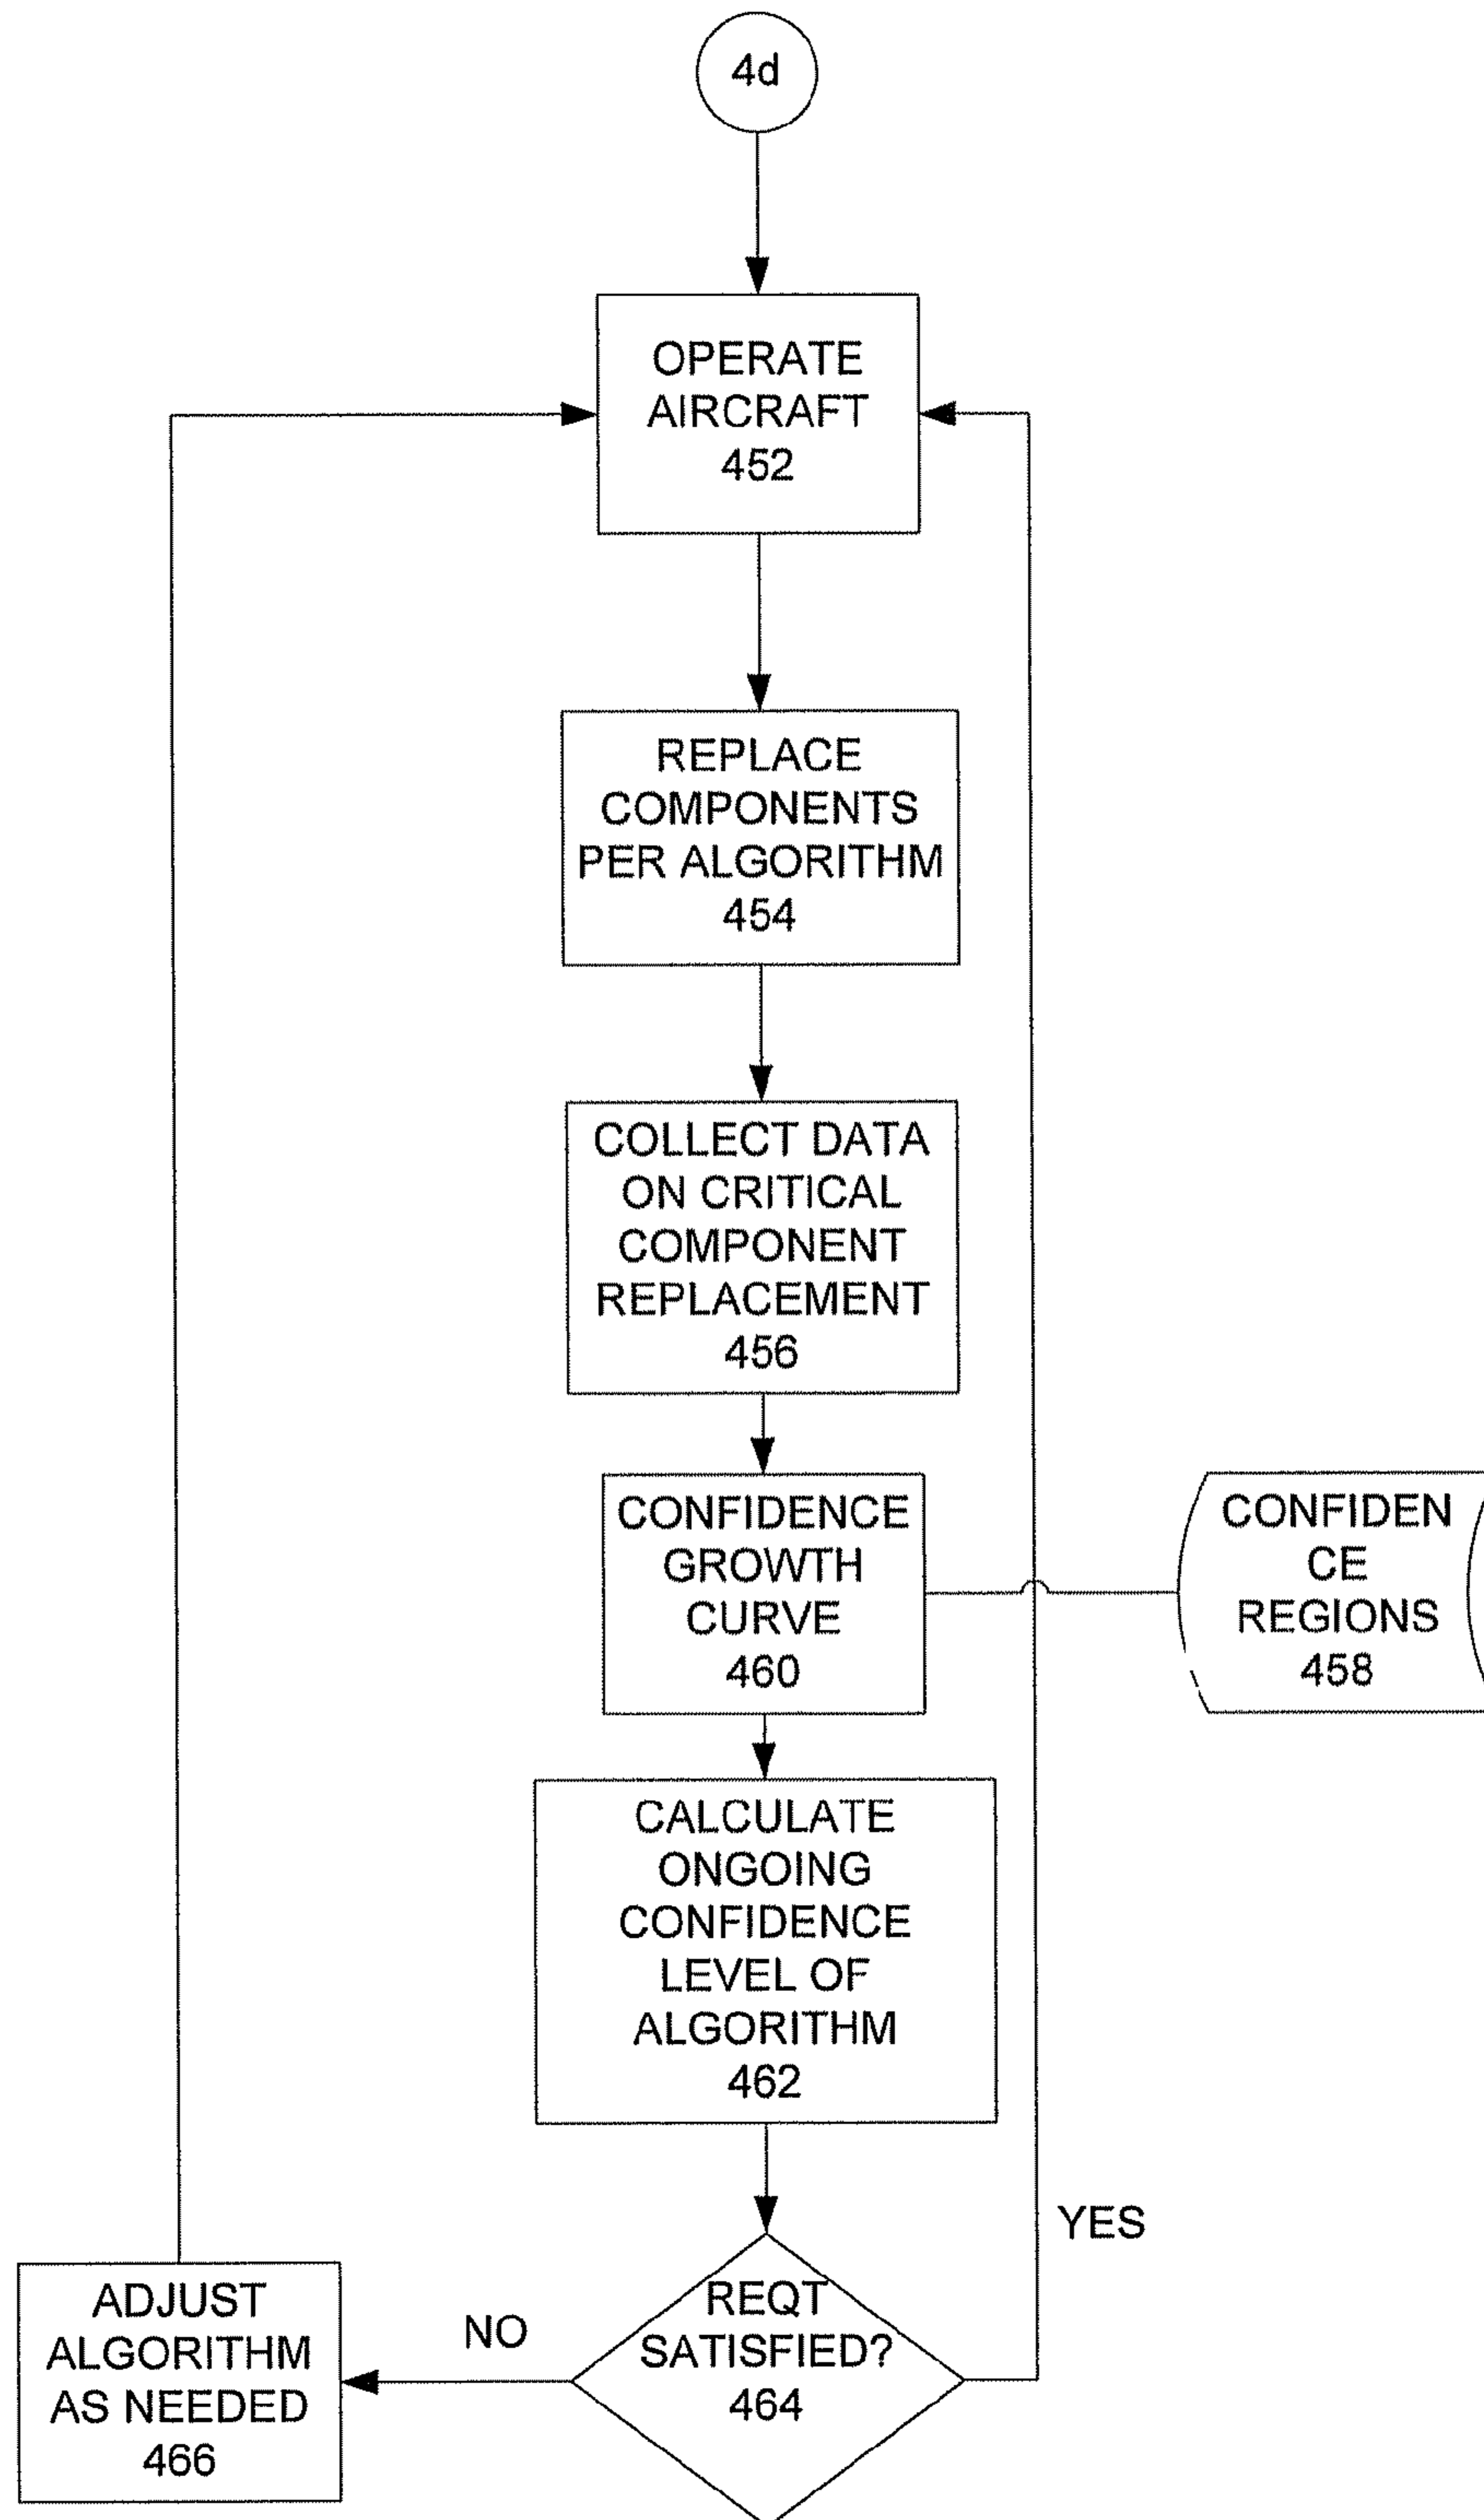 4d
OPERATE
AIRCRAFT
452
REPLACE
COMPONENTS
PER ALGORITHM
454
COLLECT DATA
ON CRITICAL
COMPONENT
REPLACEMENT
456
CONFIDENCE
GROWTH
CURVE
460
CONFIDEN
CE
REGIONS
458
CALCULATE
ONGOING
CONFIDENCE
LEVEL OF
ALGORITHM
462
YES
REQT
SATISFIED?
464
NO
ADJUST
ALGORITHM
AS NEEDED
466